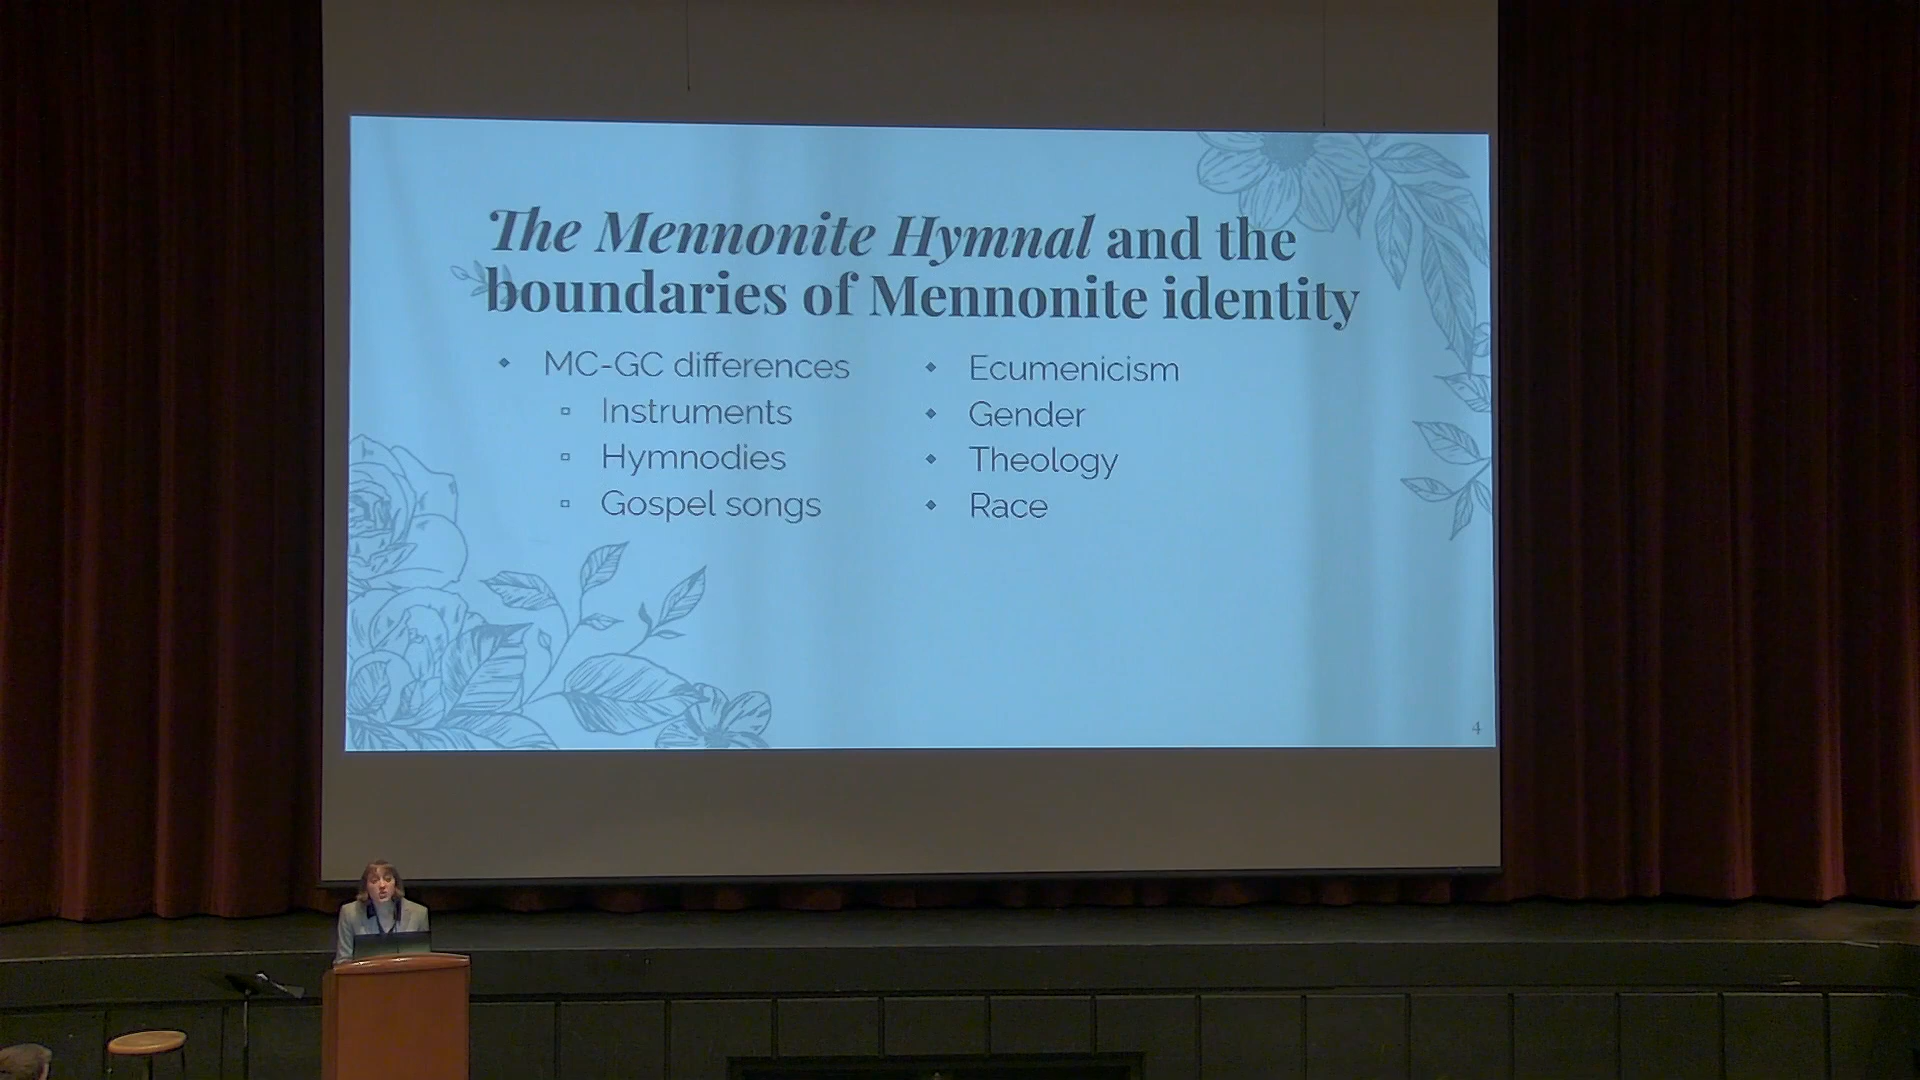 The Mennonite Hymnal and the
boundaries of Mennonite identity
MC-GC differences
Instruments
Hymnodies
Gospel songs
Ecumenicism
Gender
Theology
Race
4